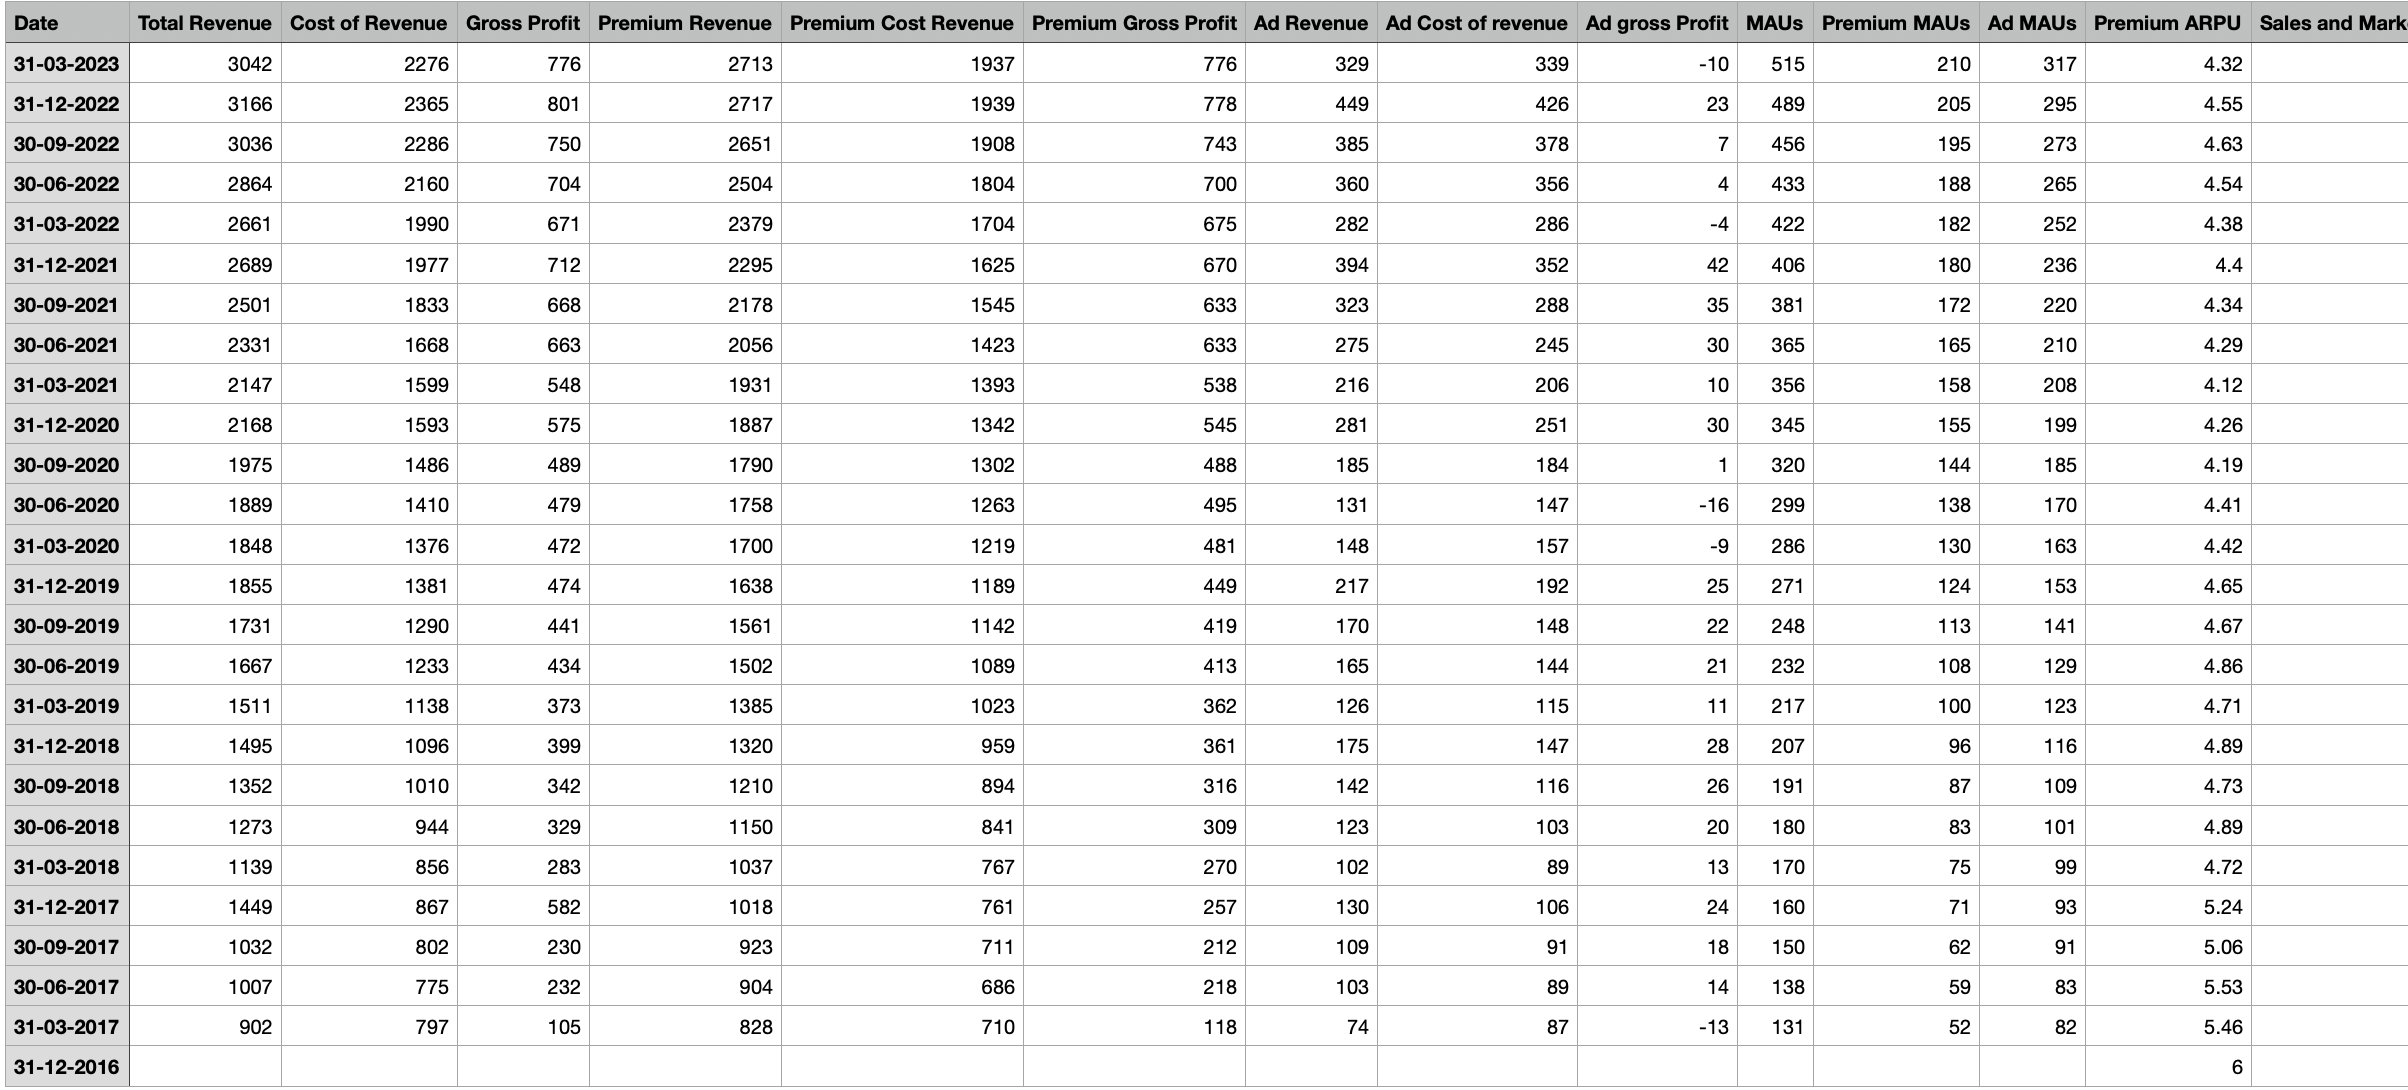 Date Total Revenue Cost of Revenue Gross Profit Premium Revenue Premium Cost Revenue Premium Gross Profit Ad Revenue Ad Cost of revenue Ad gross Profit MAUs Premium MAUs Ad MAUs Premium ARPU Sales and Mark
31-03-2023 3042 2276 776 2713 1937 776 329 339 -10 515 210 317 4.32
31-12-2022 3166 2365 801 2717 1939 778 449 426 23 489 205 295 4.55
30-09-2022 3036 2286 750 2651 1908 743 385 378 7 456 195 273 4.63
30-06-2022 2864 2160 704 2504 1804 700 360 356 4 433 188 265 4.54
31-03-2022 2661 1990 671 2379 1704 675 282 286 -4 422 182 252 4.38
31-12-2021 2689 1977 712 2295 1625 670 394 352 42 406 180 236 4.4
30-09-2021 2501 1833 668 2178 1545 633 323 288 35 381 172 220 4.34
30-06-2021 2331 1668 663 2056 1423 633 275 245 30 365 165 210 4.29
31-03-2021 2147 1599 548 1931 1393 538 216 206 10 356 158 208 4.12
31-12-2020 2168 1593 575 1887 1342 545 281 251 30 345 155 199 4.26
30-09-2020 1975 1486 489 1790 1302 488 185 184 1 320 144 185 4.19
30-06-2020 1889 1410 479 1758 1263 495 131 147 -16 299 138 170 4.41
31-03-2020 1848 1376 472 1700 1219 481 148 157 -9 286 130 163 4.42
31-12-2019 1855 1381 474 1638 1189 449 217 192 25 271 124 153 4.65
30-09-2019 1731 1290 441 1561 1142 419 170 148 22 248 113 141 4.67
30-06-2019 1667 1233 434 1502 1089 413 165 144 21 232 108 129 4.86
31-03-2019 1511 1138 373 1385 1023 362 126 115 11 217 100 123 4.71
31-12-2018 1495 1096 399 1320 959 361 175 147 28 207 96 116 4.89
30-09-2018 1352 1010 342 1210 894 316 142 116 26 191 87 109 4.73
30-06-2018 1273 944 329 1150 841 309 123 103 20 180 83 101 4.89
31-03-2018 1139 856 283 1037 767 270 102 89 13 170 75 99 4.72
31-12-2017 1449 867 582 1018 761 257 130 106 24 160 71 93 5.24
30-09-2017 1032 802 230 923 711 212 109 91 18 150 62 91 5.06
30-06-2017 1007 775 232 904 686 218 103 89 14 138 59 83 5.53
31-03-2017 902 797 105 828 710 118 74 87 -13 131 52 82 5.46
31-12-2016 6